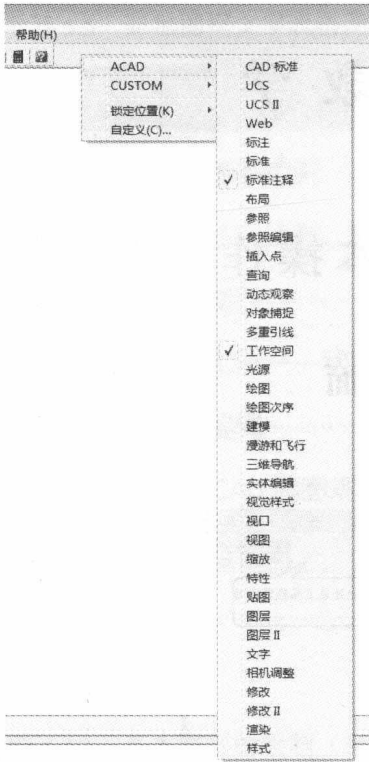 帮助(H)
ACAD
CUSTOM
锁定位置(K)
自定义(C)...
CAD 标准
UCS
UCS II
Web
标注
标准
✓ 标准注释
布局
参照
参照编辑
插入点
查询
动态观察
对象捕捉
多重引线
✓ 工作空间
光源
绘图
绘图次序
建模
漫游和飞行
三维导航
实体编辑
视觉样式
视口
视图
缩放
特性
贴图
图层
图层 II
文字
相机调整
修改
修改 II
渲染
样式